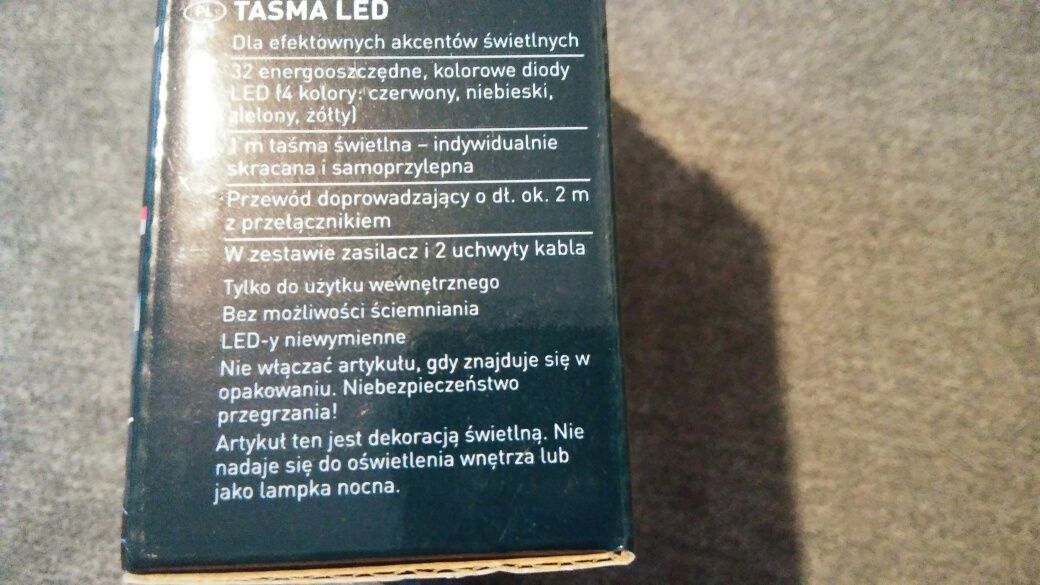 PL TASMA LED
Dla efektownych akcentów świetlnych
32 energooszczędne, kolorowe diody
LED (4 kolory: czerwony, niebieski,
zielony, żółty)
1 m taśma świetlna – indywidualnie
skracana i samoprzylepna
Przewód doprowadzający o dł. ok. 2 m
z przełącznikiem
W zestawie zasilacz i 2 uchwyty kabla
Tylko do użytku wewnętrznego
Bez możliwości ściemniania
LED-y niewymienne
Nie włączać artykułu, gdy znajduje się w
opakowaniu. Niebezpieczeństwo
przegrzania!
Artykuł ten jest dekoracją świetlną. Nie
nadaje się do oświetlenia wnętrza lub
jako lampka nocna.